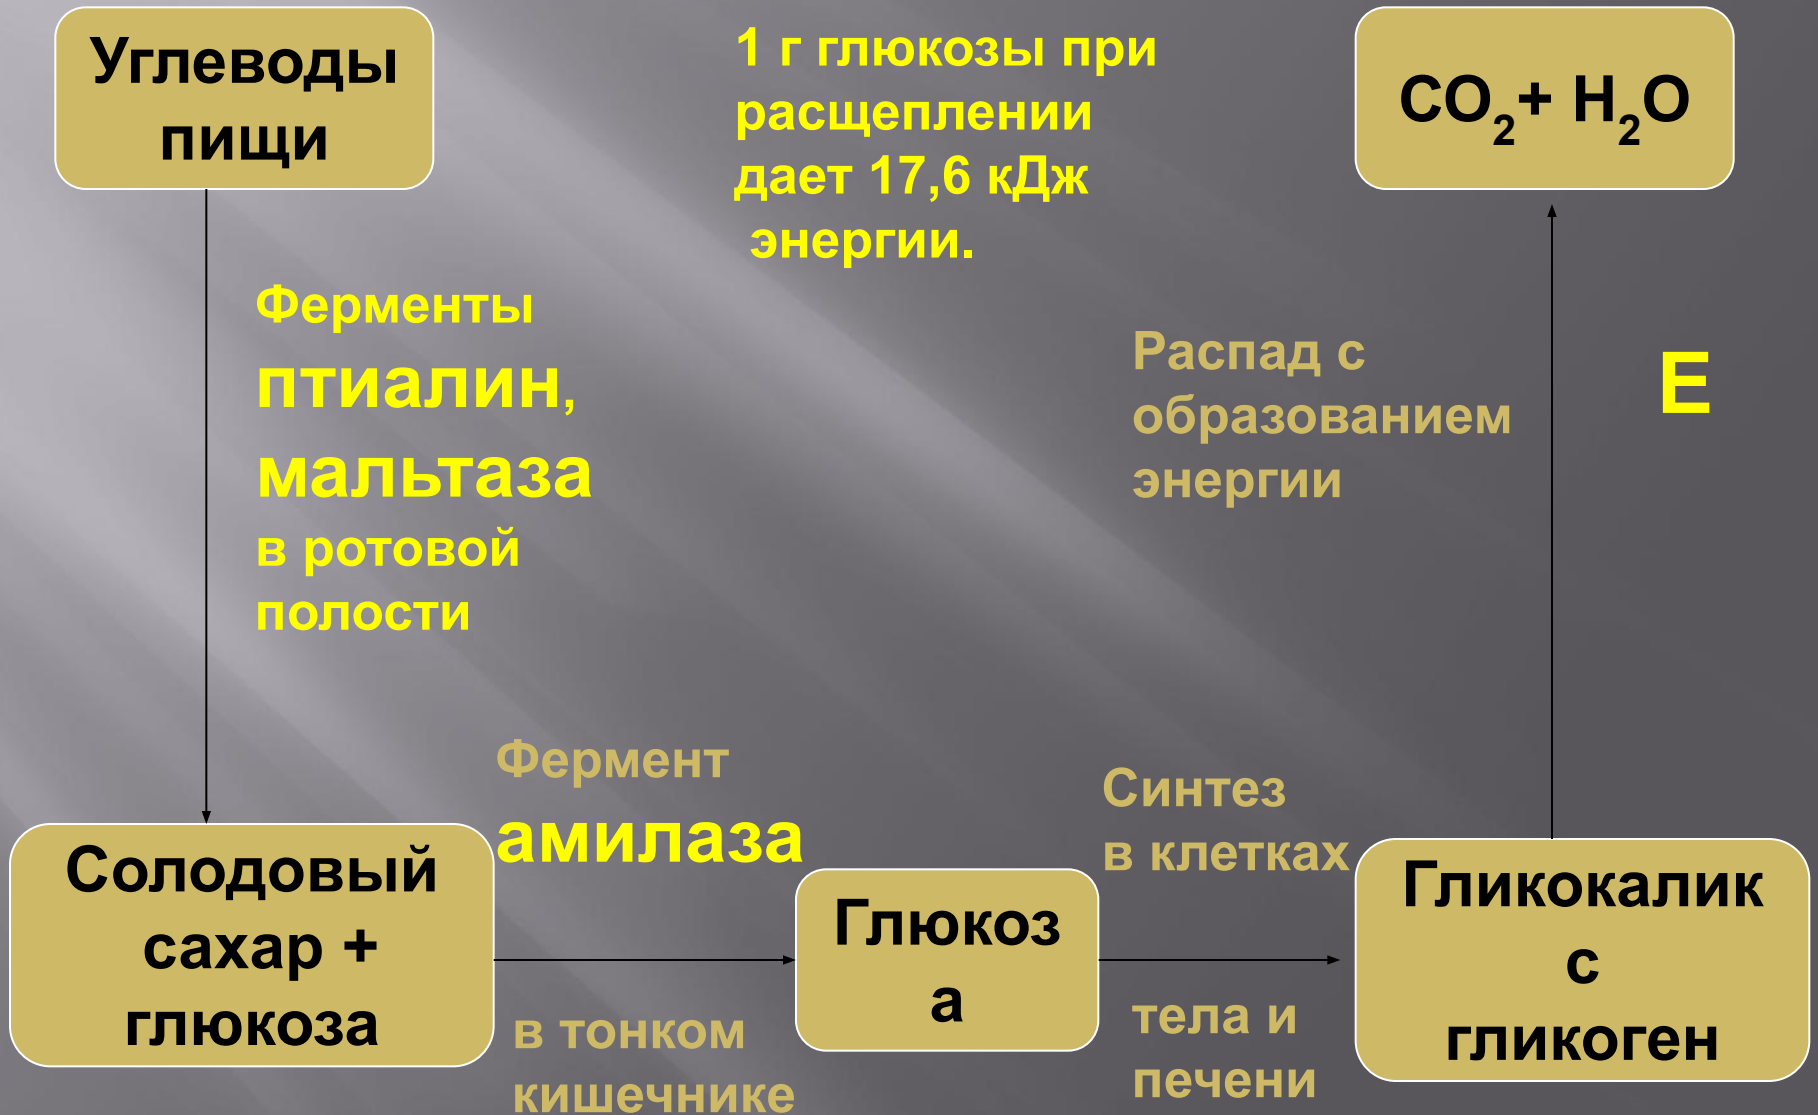 Углеводы
пищи
1 г глюкозы при
расщеплении
дает 17,6 кДж
энергии.
CO₂+ H₂O
Ферменты
птиалин,
мальтаза
в ротовой
полости
Распад с
образованием
энергии
Е
Фермент
амилаза
Синтез
в клетках
Солодовый
сахар +
глюкоза
Глюкоз
а
Гликокалик
с
гликоген
в тонком
кишечнике
тела и
печени